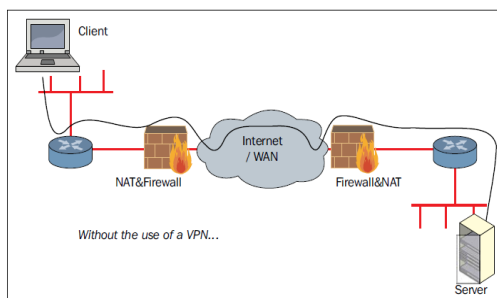 Client
Internet
/ WAN
NAT&Firewall
Firewall&NAT
Without the use of a VPN...
Server